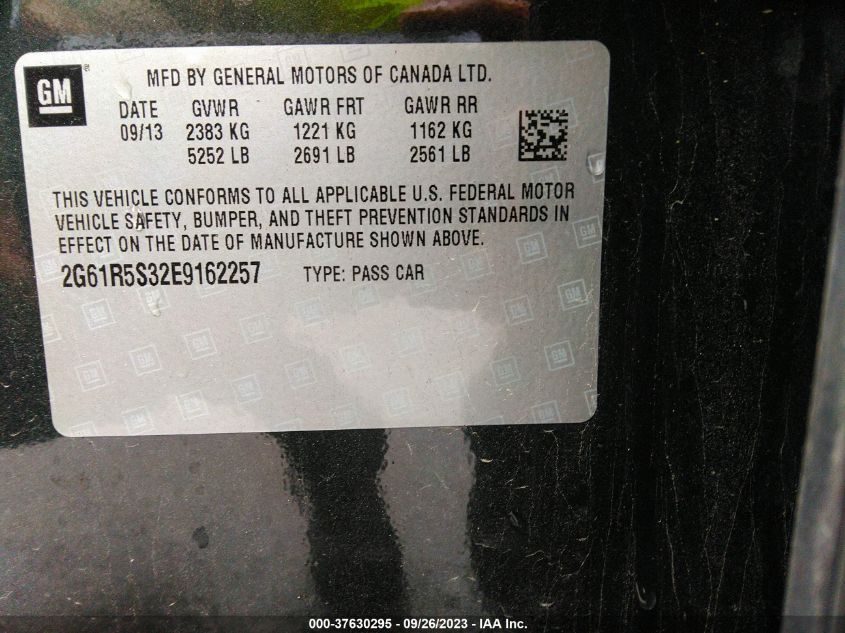 GM
MFD BY GENERAL MOTORS OF CANADA LTD.
DATE GVWR GAWR FRT GAWR RR
09/13 2383 KG 1221 KG 1162 KG
5252 LB 2691 LB 2561 LB
THIS VEHICLE CONFORMS TO ALL APPLICABLE U.S. FEDERAL MOTOR
VEHICLE SAFETY, BUMPER, AND THEFT PREVENTION STANDARDS IN
EFFECT ON THE DATE OF MANUFACTURE SHOWN ABOVE.
2G61R5S32E9162257 TYPE: PASS CAR
000-37630295 - 09/26/2023 - IAA Inc.